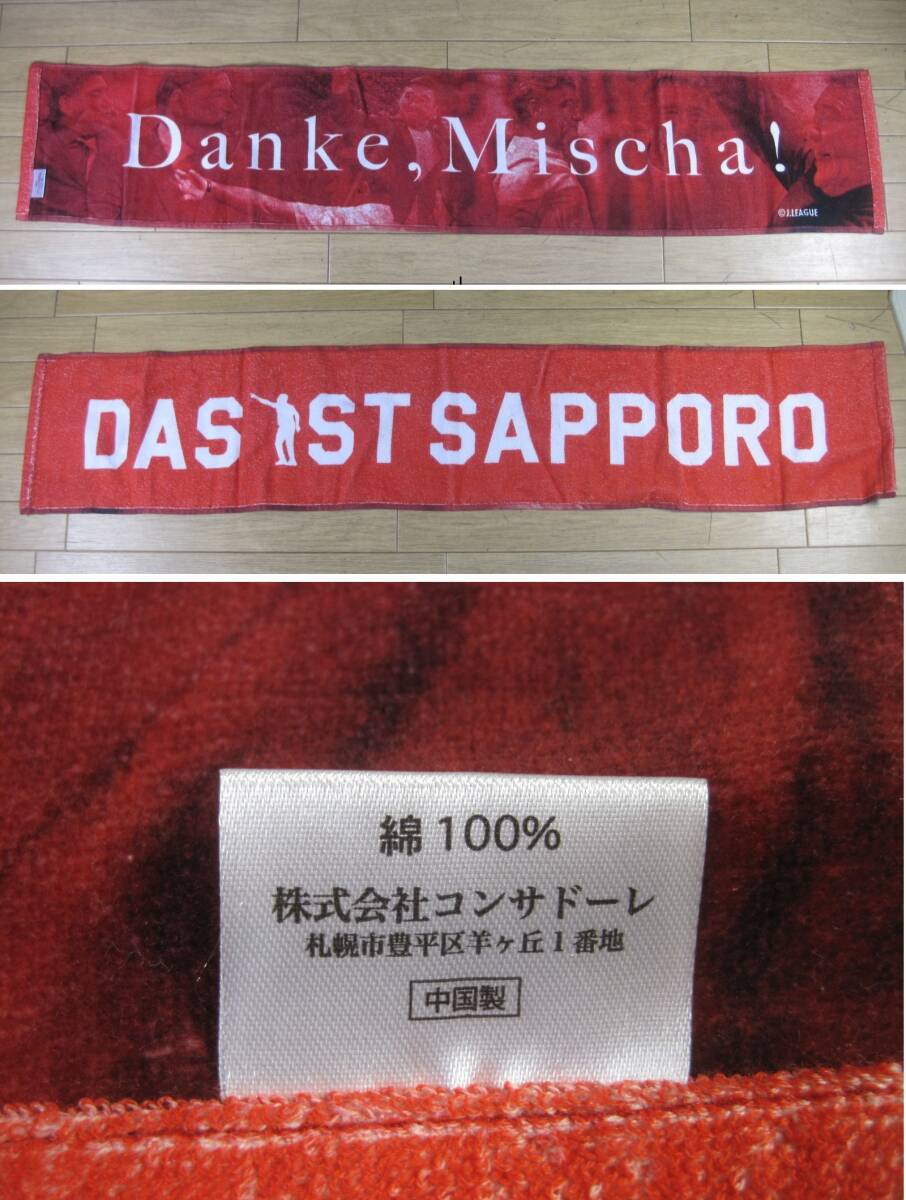 Danke, Mischa!
©J.LEAGUE
DAS IST SAPPORO
綿 100%
株式会社コンサドーレ
札幌市豊平区羊ヶ丘1番地
中国製